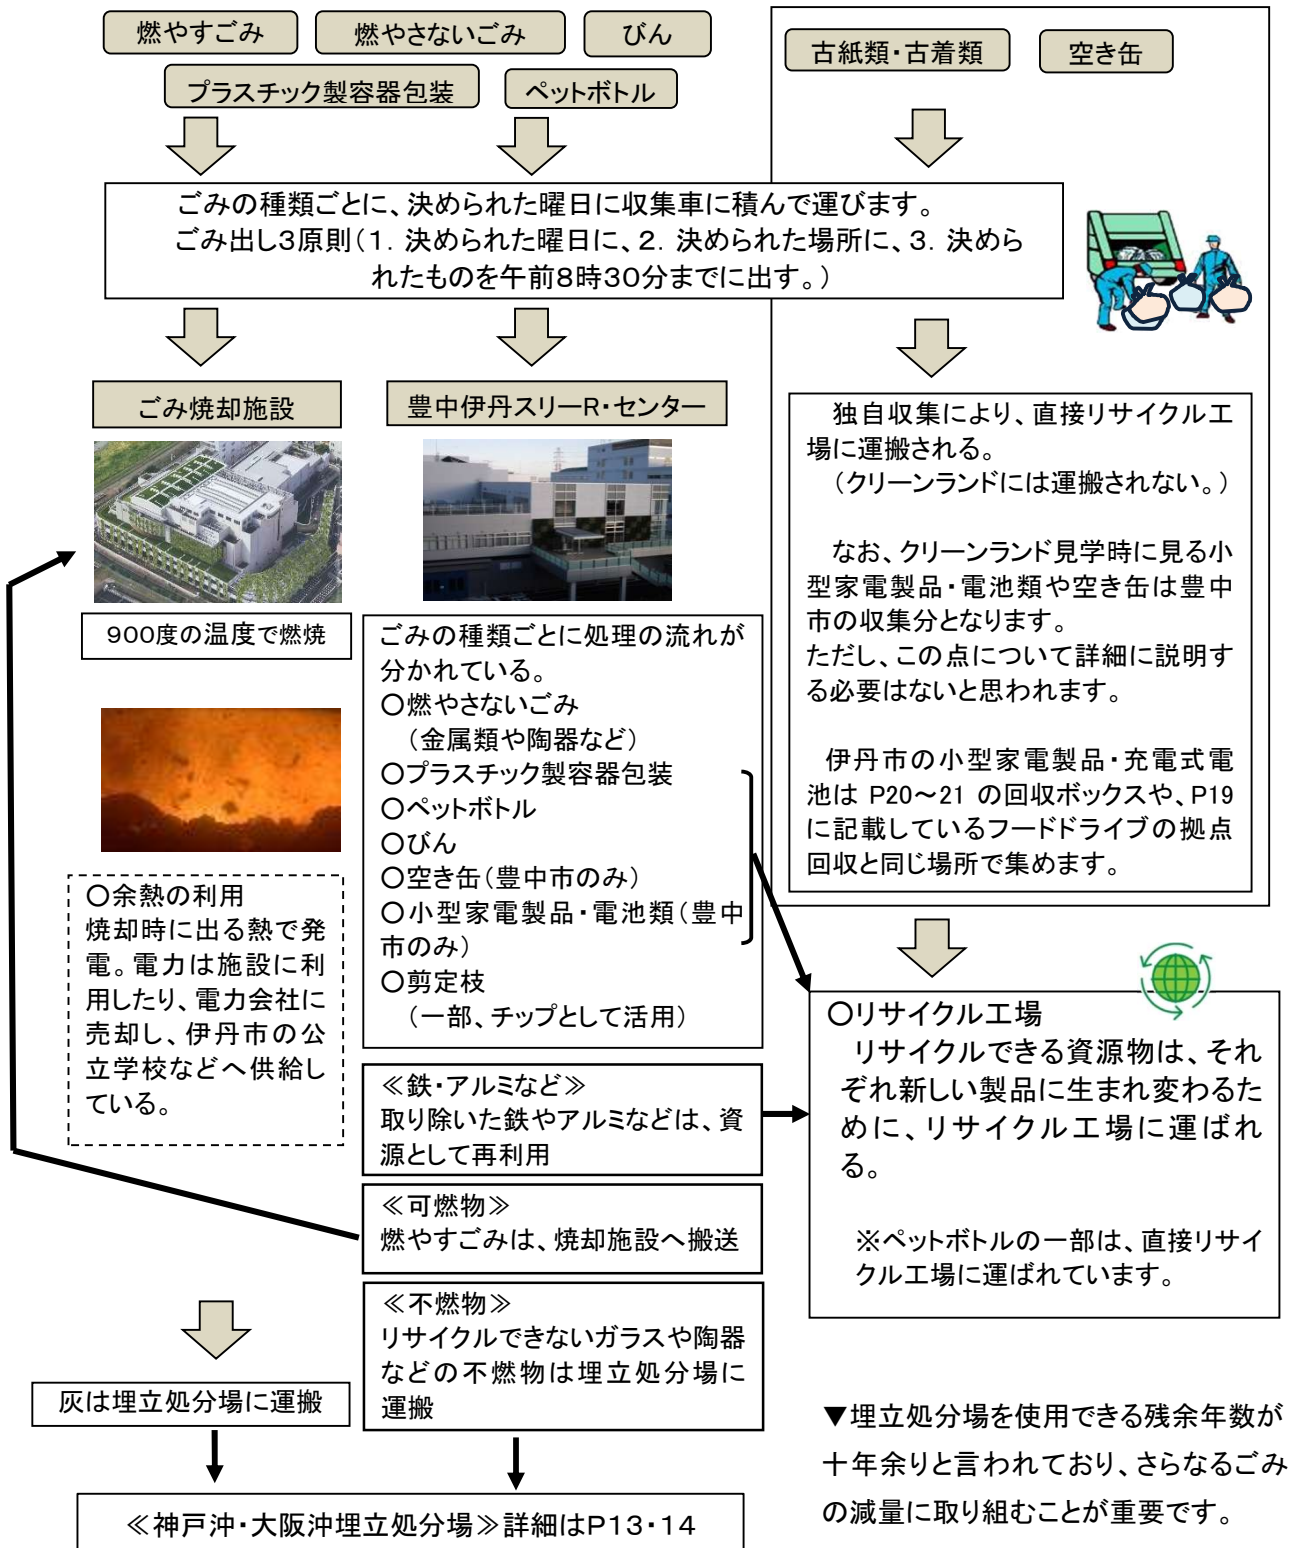 燃やすごみ
燃やさないごみ
びん
プラスチック製容器包装
ペットボトル
古紙類・古着類
空き缶
ごみの種類ごとに、決められた曜日に収集車に積んで運びます。
ごみ出し3原則(1. 決められた曜日に、2. 決められた場所に、3. 決めら
れたものを午前8時30分までに出す。)
ごみ焼却施設
豊中伊丹スリーR・センター
900度の温度で燃焼
○余熱の利用
焼却時に出る熱で発
電。電力は施設に利
用したり、電力会社に
売却し、伊丹市の公
立学校などへ供給し
ている。
ごみの種類ごとに処理の流れが
分かれている。
○燃やさないごみ
(金属類や陶器など)
○プラスチック製容器包装
○ペットボトル
○びん
○空き缶(豊中市のみ)
○小型家電製品・電池類(豊中
市のみ)
○剪定枝
(一部、チップとして活用)
≪鉄・アルミなど≫
取り除いた鉄やアルミなどは、資
源として再利用
≪可燃物≫
燃やすごみは、焼却施設へ搬送
≪不燃物≫
リサイクルできないガラスや陶器
などの不燃物は埋立処分場に
運搬
灰は埋立処分場に運搬
≪神戸沖・大阪沖埋立処分場≫詳細はP13・14
独自収集により、直接リサイクル工
場に運搬される。
(クリーンランドには運搬されない。)
なお、クリーンランド見学時に見る小
型家電製品・電池類や空き缶は豊中
市の収集分となります。
ただし、この点について詳細に説明す
る必要はないと思われます。
伊丹市の小型家電製品・充電式電
池は P20~21 の回収ボックスや、P19
に記載しているフードドライブの拠点
回収と同じ場所で集めます。
○リサイクル工場
リサイクルできる資源物は、それ
ぞれ新しい製品に生まれ変わるた
めに、リサイクル工場に運ばれ
る。
※ペットボトルの一部は、直接リサイ
クル工場に運ばれています。
▼埋立処分場を使用できる残余年数が
十年余りと言われており、さらなるごみ
の減量に取り組むことが重要です。